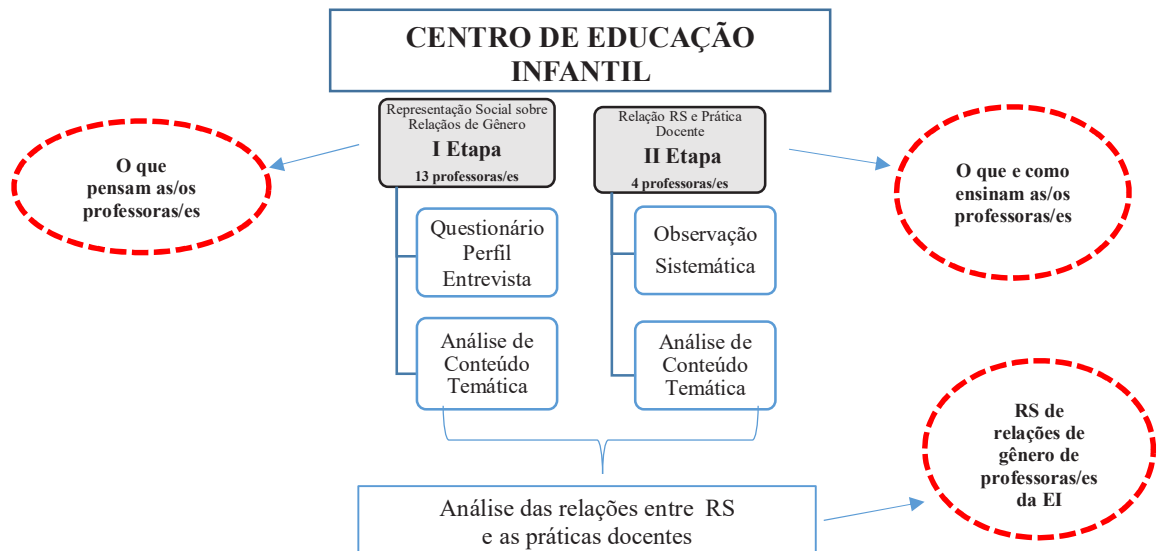 CENTRO DE EDUCAÇÃO
INFANTIL
Representação Social sobre
Relaçãos de Gênero
I Etapa
13 professoras/es
Relação RS e Prática
Docente
II Etapa
4 professoras/es
O que
pensam as/os
professoras/es
O que e como
ensinam as/os
professoras/es
Questionário
Perfil
Entrevista
Observação
Sistemática
Análise de
Conteúdo
Temática
Análise de
Conteúdo
Temática
RS de
relações de
gênero de
professoras/es
da EI
Análise das relações entre RS
e as práticas docentes